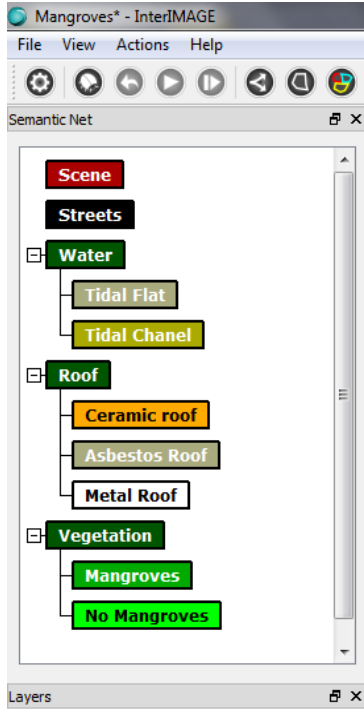 Mangroves* - InterIMAGE
File View Actions Help
Semantic Net
Scene
Streets
Water
Tidal Flat
Tidal Chanel
Roof
Ceramic roof
Asbestos Roof
Metal Roof
Vegetation
Mangroves
No Mangroves
Layers